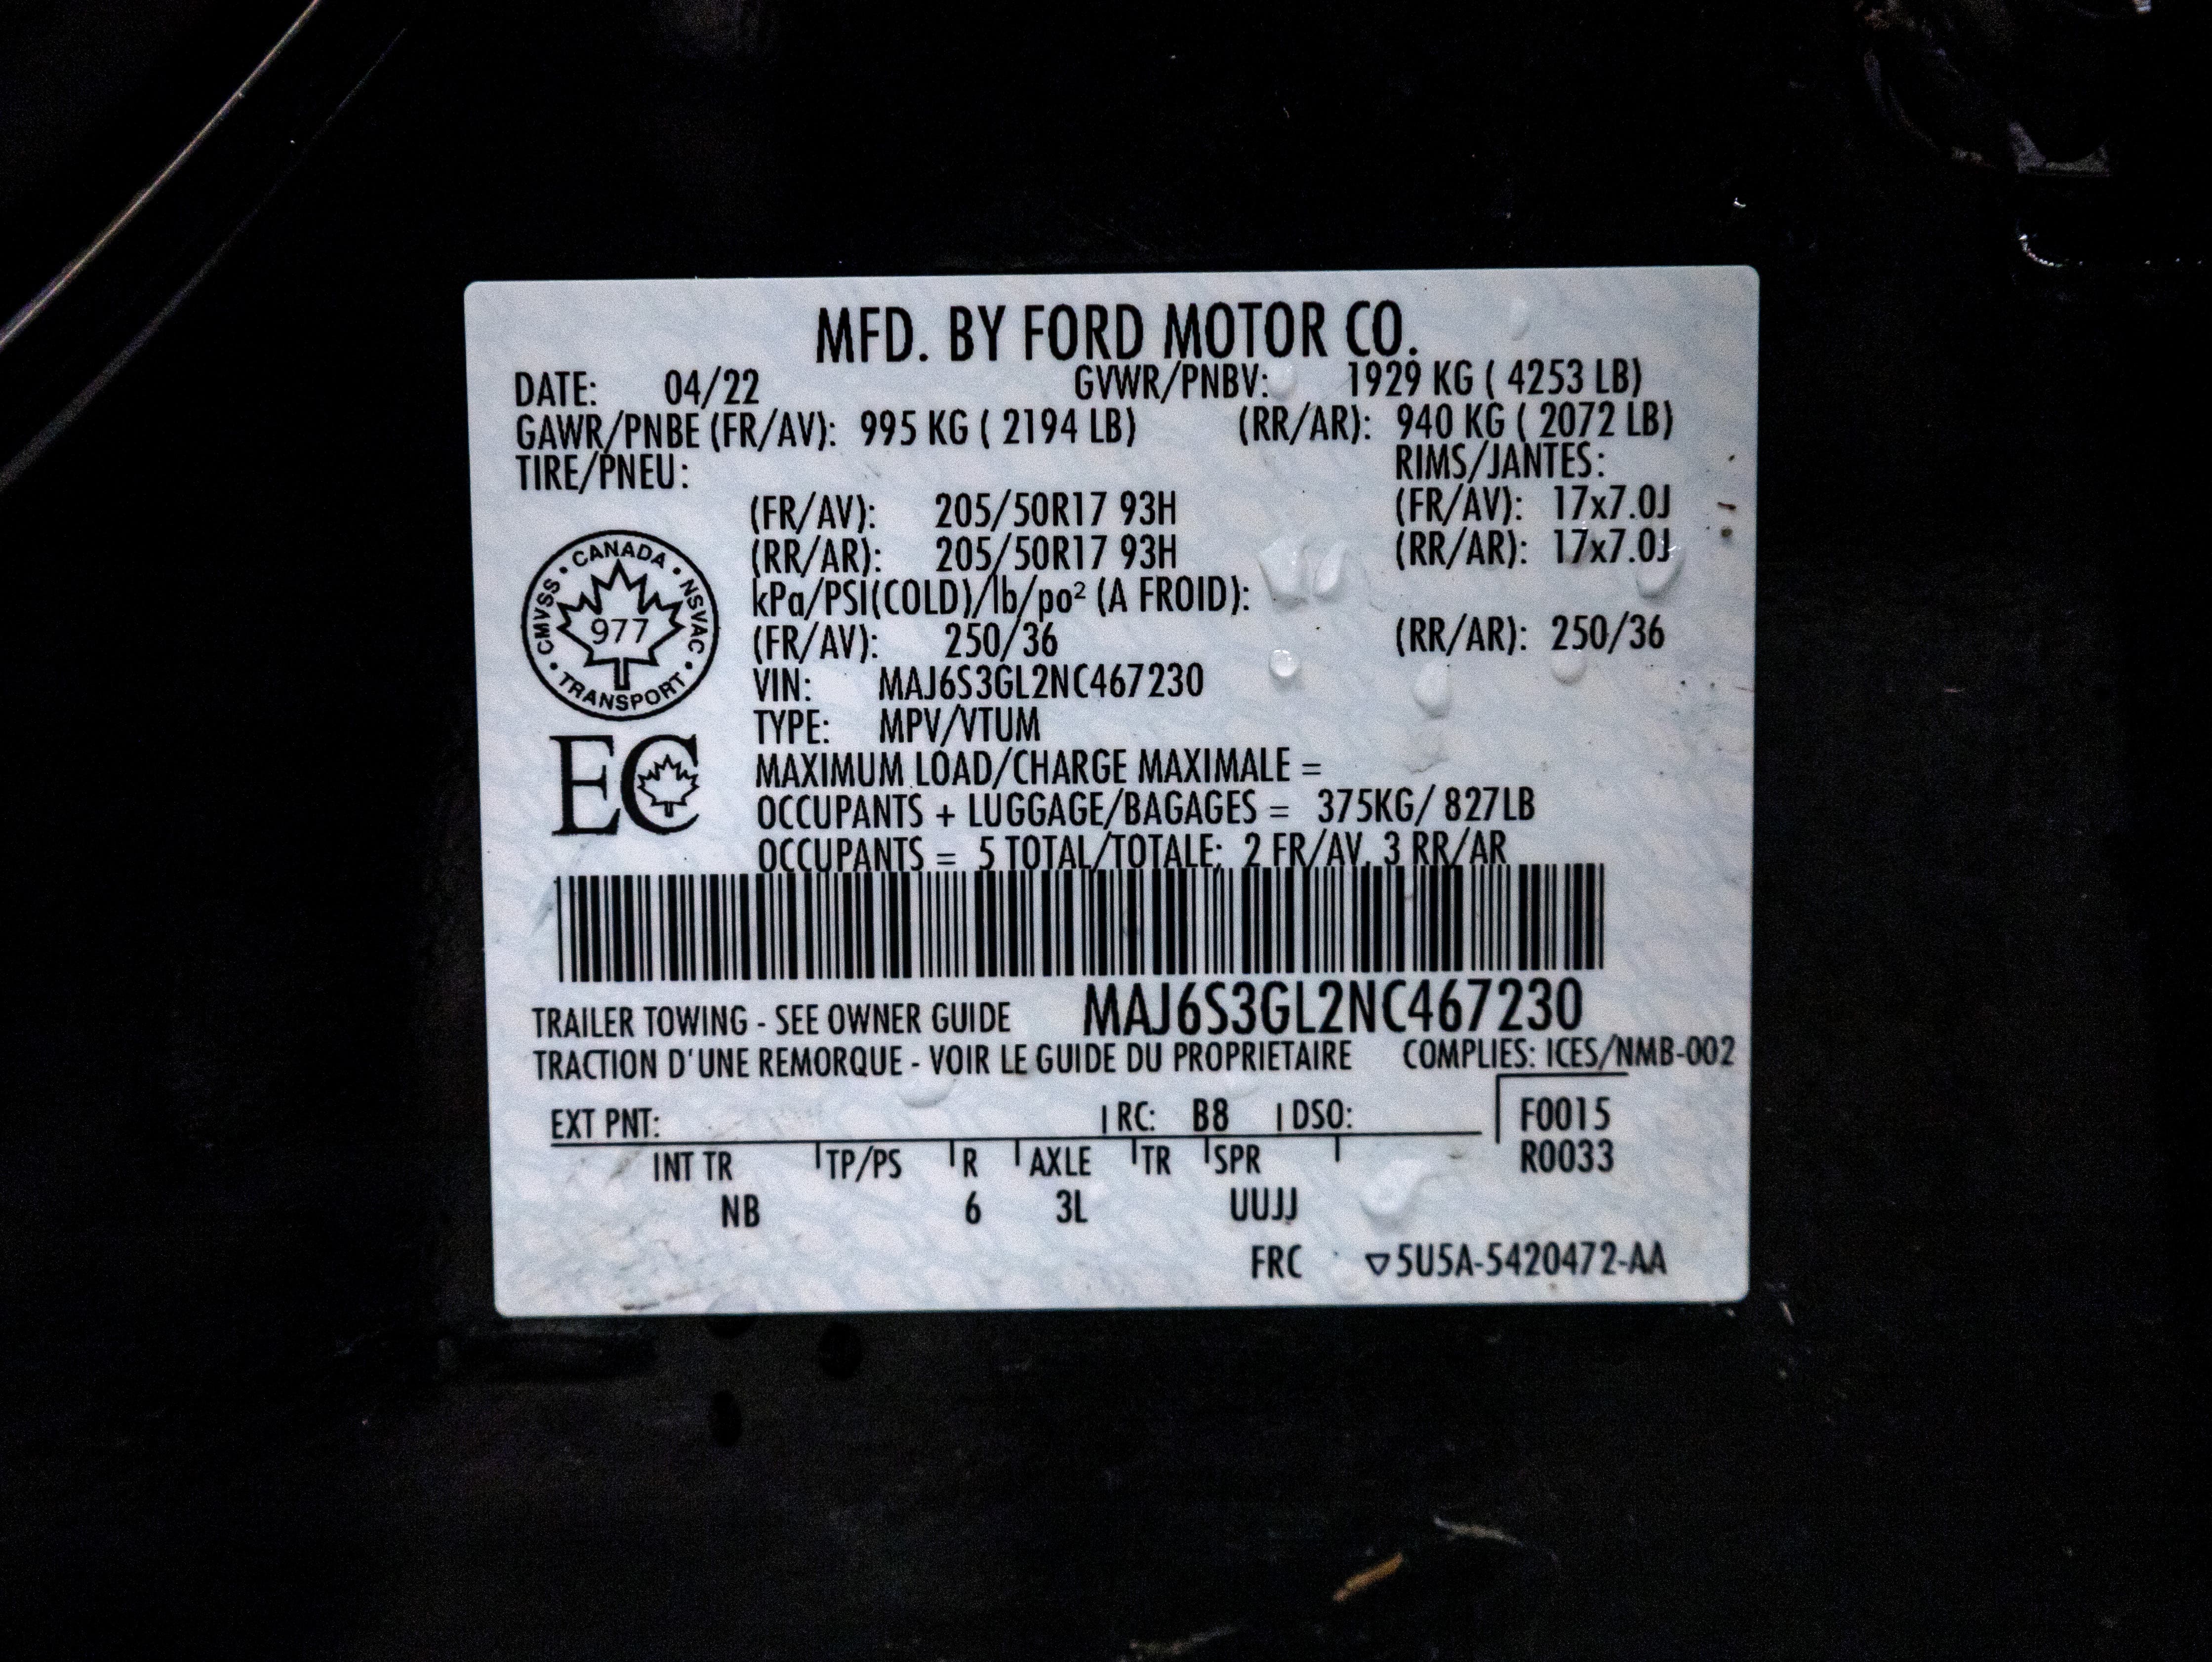 MFD. BY FORD MOTOR CO.
DATE: 04/22 GVWR/PNBV: 1929 KG ( 4253 LB)
GAWR/PNBE (FR/AV): 995 KG ( 2194 LB) (RR/AR): 940 KG ( 2072 LB)
TIRE/PNEU: RIMS/JANTES:
(FR/AV): 205/50R17 93H (FR/AV): 17x7.0J
(RR/AR): 205/50R17 93H (RR/AR): 17x7.0J
kPa/PSI(COLD)/lb/po² (A FROID):
(FR/AV): 250/36 (RR/AR): 250/36
VIN: MAJ6S3GL2NC467230
TYPE: MPV/VTUM
MAXIMUM LOAD/CHARGE MAXIMALE =
OCCUPANTS + LUGGAGE/BAGAGES = 375KG/ 827LB
OCCUPANTS = 5 TOTAL/TOTALE; 2 FR/AV, 3 RR/AR
CMVSS • CANADA • NSVAC • TRANSPORT •
977
EC
TRAILER TOWING - SEE OWNER GUIDE MAJ6S3GL2NC467230
TRACTION D'UNE REMORQUE - VOIR LE GUIDE DU PROPRIETAIRE COMPLIES: ICES/NMB-002
EXT PNT: RC: B8 DSO: F0015
INT TR TP/PS R AXLE TR SPR R0033
NB 6 3L UUJJ
FRC ▽5U5A-5420472-AA